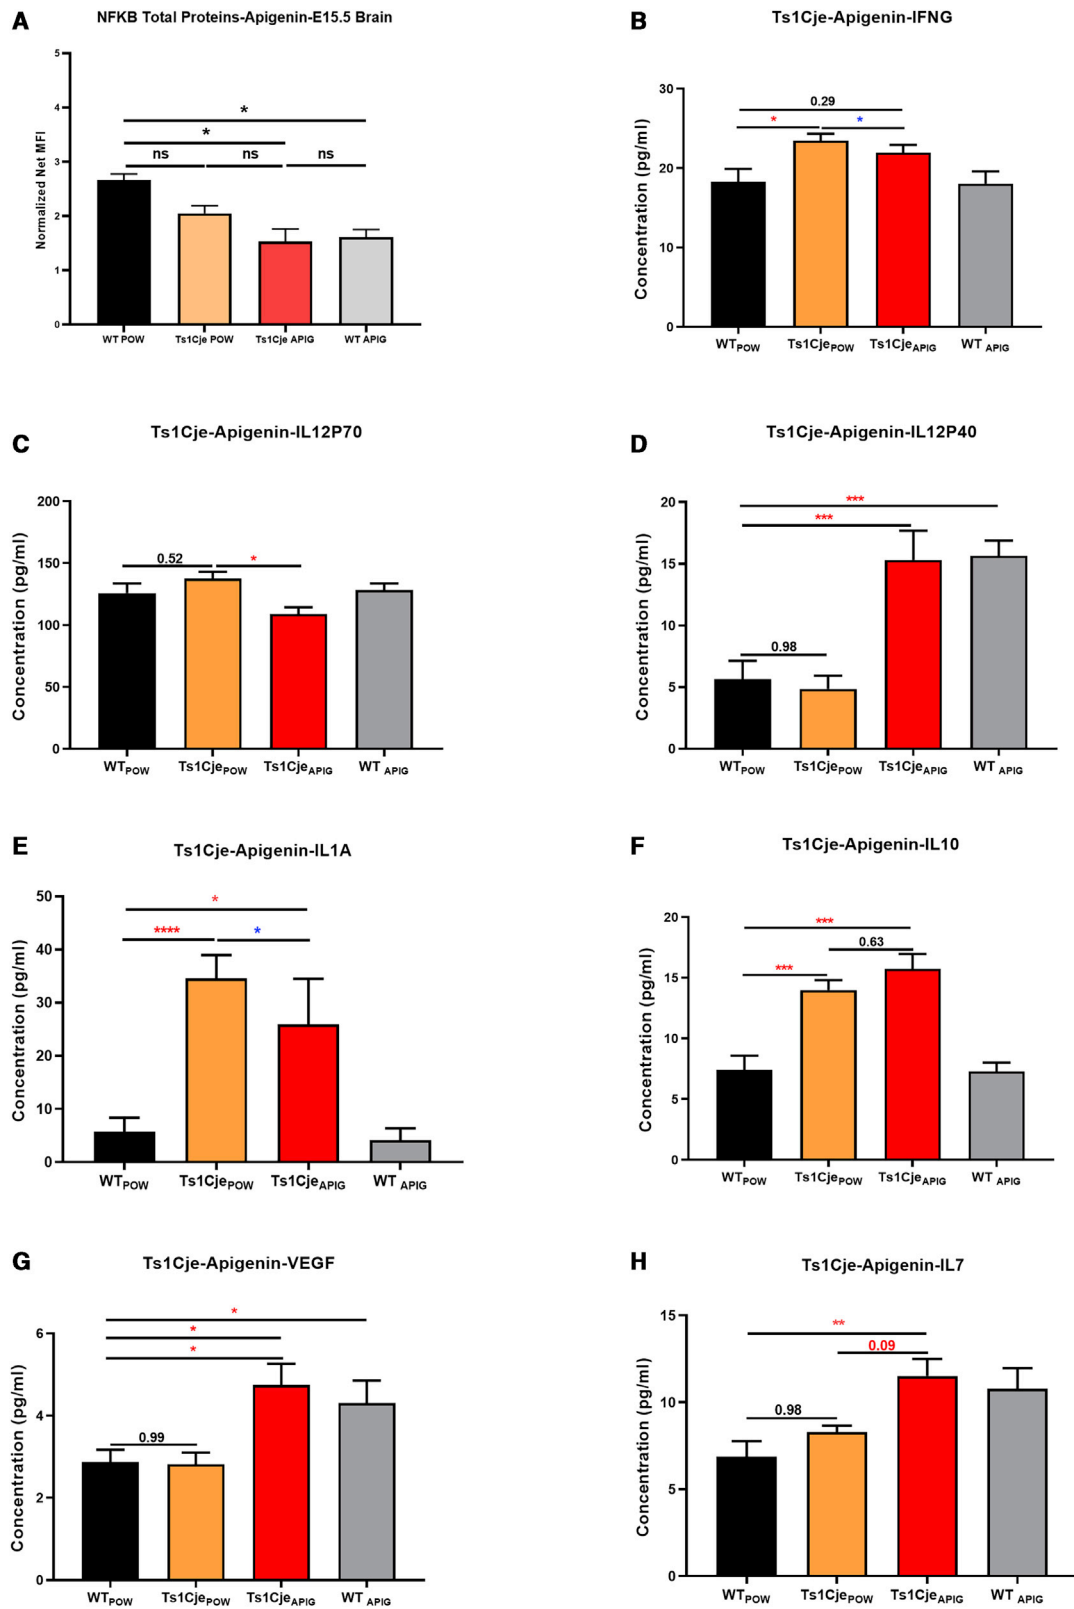 A
NFKB Total Proteins-Apigenin-E15.5 Brain
Normalized Net MFI
5
4
3
2
1
0
*
*
ns ns ns
WT POW Ts1Cje POW Ts1Cje APIG WT APIG
B
Ts1Cje-Apigenin-IFNG
Concentration (pg/ml)
30
20
10
0
0.29
* *
WTPOW Ts1CjePOW Ts1CjeAPIG WT APIG
C
Ts1Cje-Apigenin-IL12P70
Concentration (pg/ml)
200
150
100
50
0
0.52 *
WTPOW Ts1CjePOW Ts1CjeAPIG WT APIG
D
Ts1Cje-Apigenin-IL12P40
Concentration (pg/ml)
20
15
10
5
0
***
***
0.98
WTPOW Ts1CjePOW Ts1CjeAPIG WT APIG
E
Ts1Cje-Apigenin-IL1A
Concentration (pg/ml)
50
40
30
20
10
0
*
**** *
WTPOW Ts1CjePOW Ts1CjeAPIG WT APIG
F
Ts1Cje-Apigenin-IL10
Concentration (pg/ml)
20
15
10
5
0
***
0.63
***
WTPOW Ts1CjePOW Ts1CjeAPIG WT APIG
G
Ts1Cje-Apigenin-VEGF
Concentration (pg/ml)
6
4
2
0
*
*
*
0.99
WTPOW Ts1CjePOW Ts1CjeAPIG WT APIG
H
Ts1Cje-Apigenin-IL7
Concentration (pg/ml)
15
10
5
0
**
0.09
0.98
WTPOW Ts1CjePOW Ts1CjeAPIG WT APIG